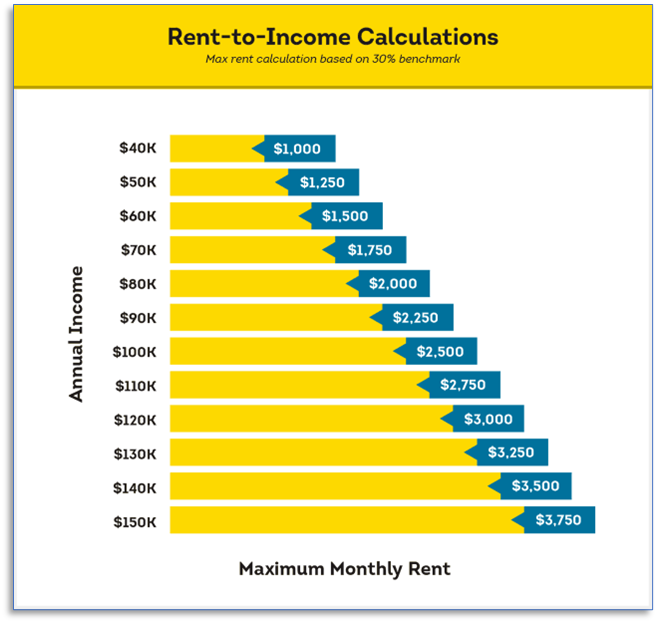 Rent-to-Income Calculations
Max rent calculation based on 30% benchmark
$40K $1,000
$50K $1,250
$60K $1,500
$70K $1,750
$80K $2,000
$90K $2,250
$100K $2,500
$110K $2,750
$120K $3,000
$130K $3,250
$140K $3,500
$150K $3,750
Annual Income
Maximum Monthly Rent